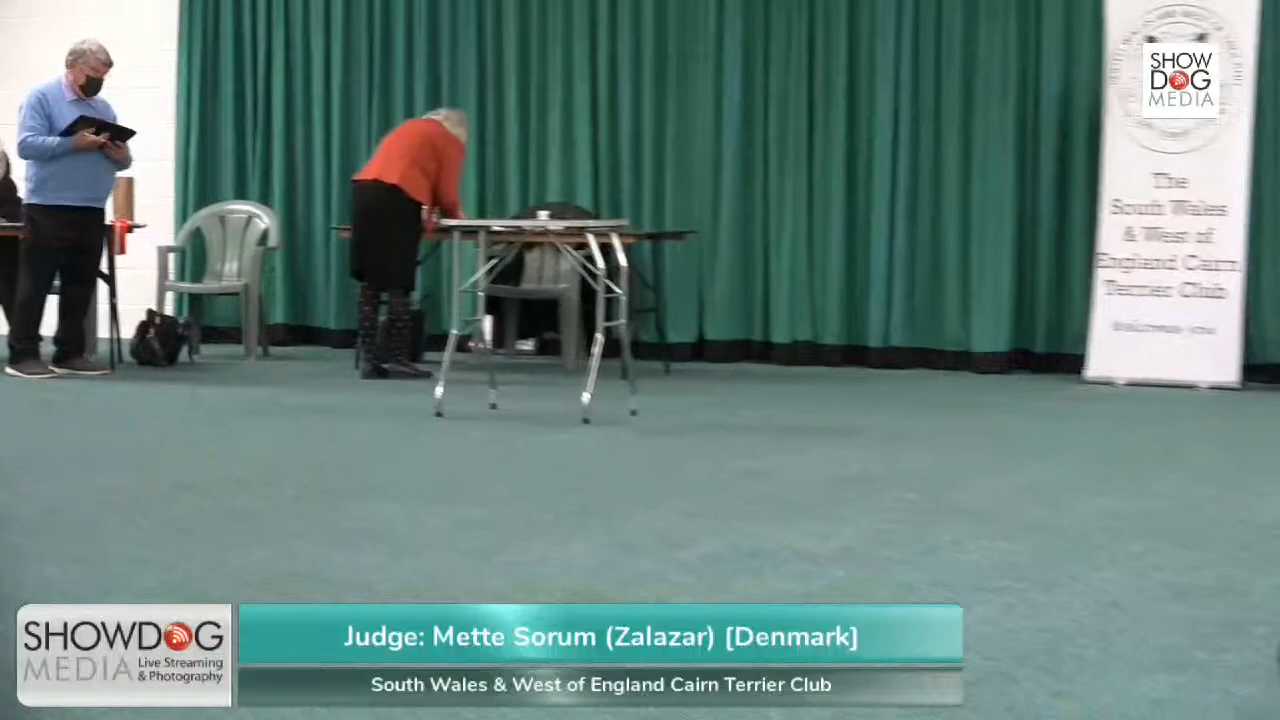 SHOW
DOG
MEDIA
The
South Wales
& West of
England Cairn
Terrier Club
SHOWDOG
MEDIA Live Streaming
& Photography
Judge: Mette Sorum (Zalazar) [Denmark]
South Wales & West of England Cairn Terrier Club